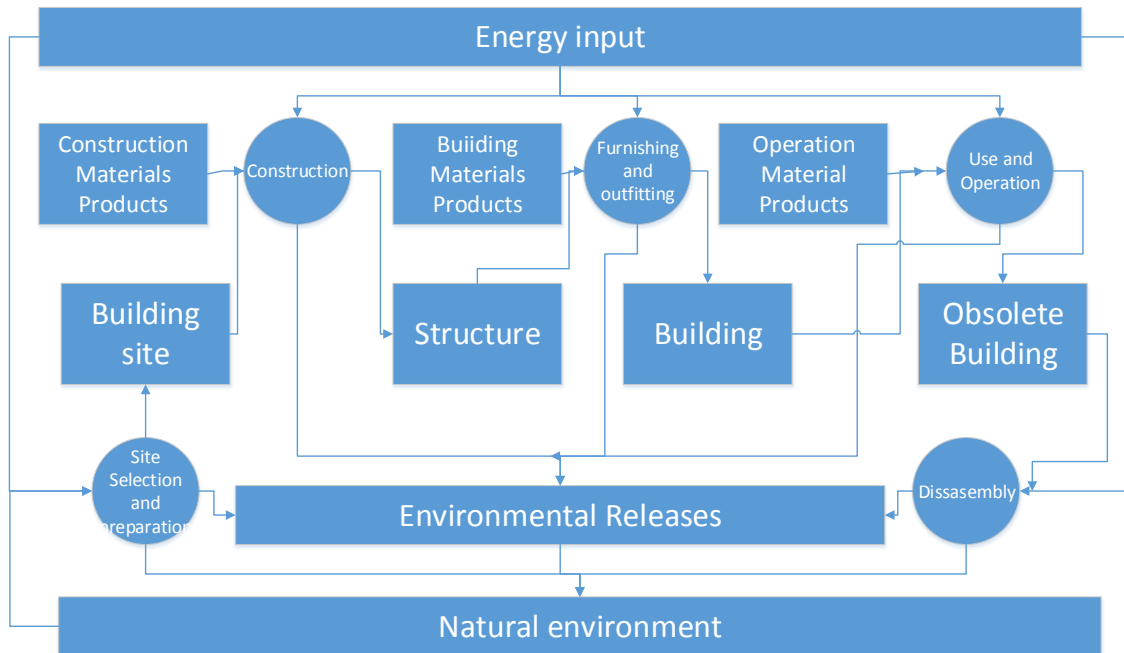 Energy input
Construction
Materials
Products
Construction
Buiiding
Materials
Products
Furnishing
and
outfitting
Operation
Material
Products
Use and
Operation
Building
site
Structure
Building
Obsolete
Building
Site
Selection
and
preparation
Environmental Releases
Dissasembly
Natural environment